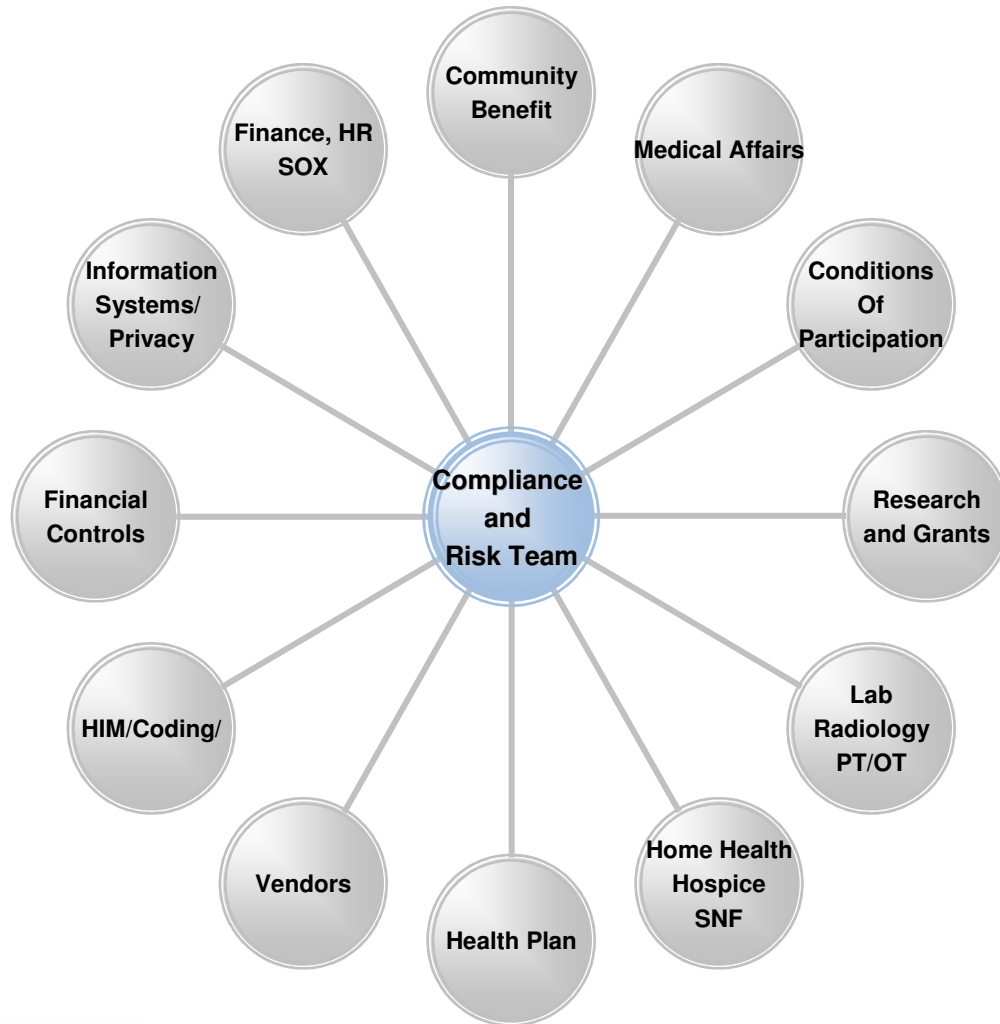 Community
Benefit
Medical Affairs
Conditions
Of
Participation
Research
and Grants
Lab
Radiology
PT/OT
Home Health
Hospice
SNF
Health Plan
Vendors
HIM/Coding/
Financial
Controls
Information
Systems/
Privacy
Finance, HR
SOX
Compliance
and
Risk Team